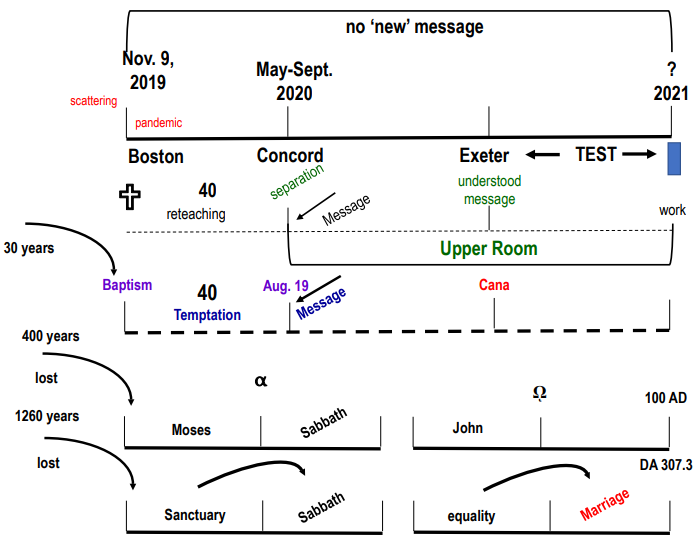 no ‘new’ message
Nov. 9,
2019
May-Sept.
2020
?
2021
scattering
pandemic
Boston
Concord
Exeter
TEST
40
reteaching
separation
Message
understood
message
work
30 years
Upper Room
Baptism
40
Temptation
Aug. 19
Message
Cana
400 years
lost
α
Ω
100 AD
1260 years
Moses
Sabbath
John
lost
DA 307.3
Sanctuary
Sabbath
equality
Marriage